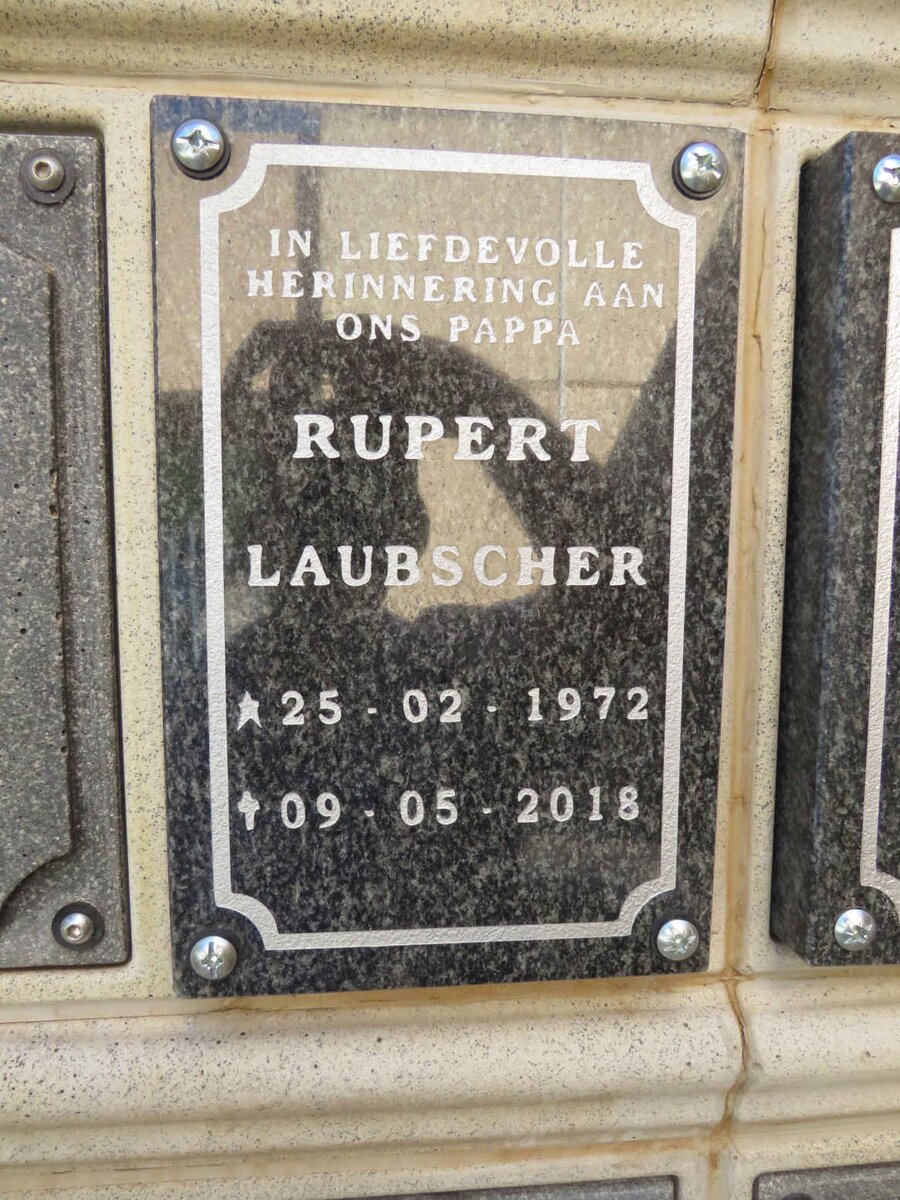 IN LIEFDEVOLLE
HERINNERING AAN
ONS PAPPA
RUPERT
LAUBSCHER
★25 - 02 - 1972
✝09 - 05 - 2018